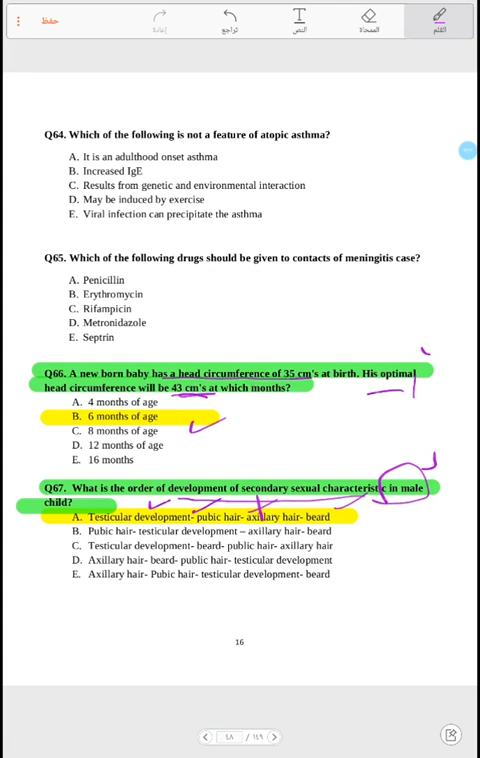 حفظ
إعادة
تراجع
النص
الممحاة
القلم
Q64. Which of the following is not a feature of atopic asthma?
A. It is an adulthood onset asthma
B. Increased IgE
C. Results from genetic and environmental interaction
D. May be induced by exercise
E. Viral infection can precipitate the asthma
Q65. Which of the following drugs should be given to contacts of meningitis case?
A. Penicillin
B. Erythromycin
C. Rifampicin
D. Metronidazole
E. Septrin
Q66. A new born baby has a head circumference of 35 cm's at birth. His optimal
head circumference will be 43 cm's at which months?
A. 4 months of age
B. 6 months of age
C. 8 months of age
D. 12 months of age
E. 16 months
Q67. What is the order of development of secondary sexual characteristic in male
child?
A. Testicular development- pubic hair- axillary hair- beard
B. Pubic hair- testicular development – axillary hair- beard
C. Testicular development- beard- public hair- axillary hair
D. Axillary hair- beard- public hair- testicular development
E. Axillary hair- Pubic hair- testicular development- beard
16
٤٨ / ١٤٩